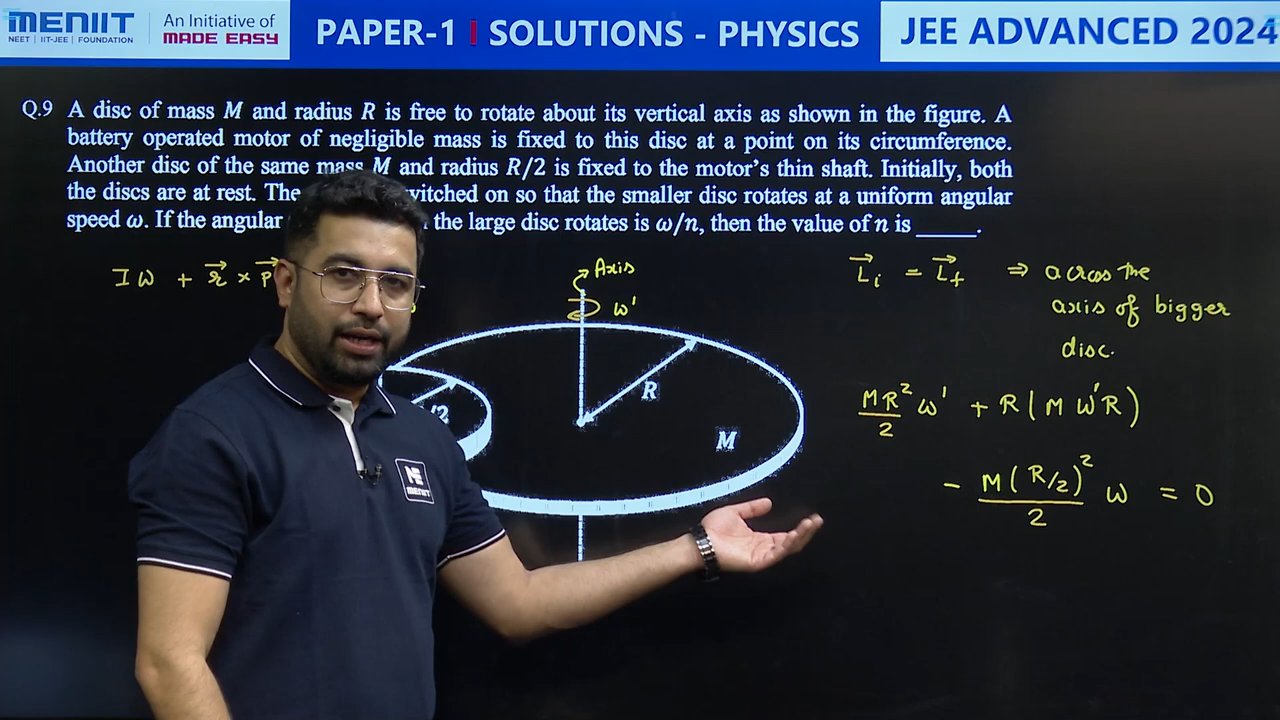 MENIIT
NEET | IIT-JEE | FOUNDATION
An Initiative of
MADE EASY
PAPER-1 | SOLUTIONS - PHYSICS
JEE ADVANCED 2024
Q.9 A disc of mass M and radius R is free to rotate about its vertical axis as shown in the figure. A
battery operated motor of negligible mass is fixed to this disc at a point on its circumference.
Another disc of the same mass M and radius R/2 is fixed to the motor's thin shaft. Initially, both
the discs are at rest. The witched on so that the smaller disc rotates at a uniform angular
speed ω. If the angular the large disc rotates is ω/n, then the value of n is _____.
Iω + r⃗ × p⃗
Axis
ω'
R
/2
M
L⃗i = L⃗f ⇒ across the
axis of bigger
disc.
MR²/2 ω' + R(M ω'R)
- M(R/2)²/2 ω = 0
MENIIT